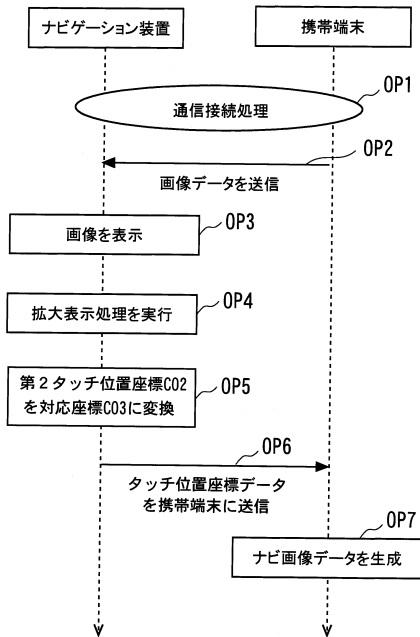 ナビゲーション装置
携帯端末
OP1
通信接続処理
OP2
画像データを送信
OP3
画像を表示
OP4
拡大表示処理を実行
OP5
第2タッチ位置座標CO2
を対応座標CO3に変換
OP6
タッチ位置座標データ
を携帯端末に送信
OP7
ナビ画像データを生成